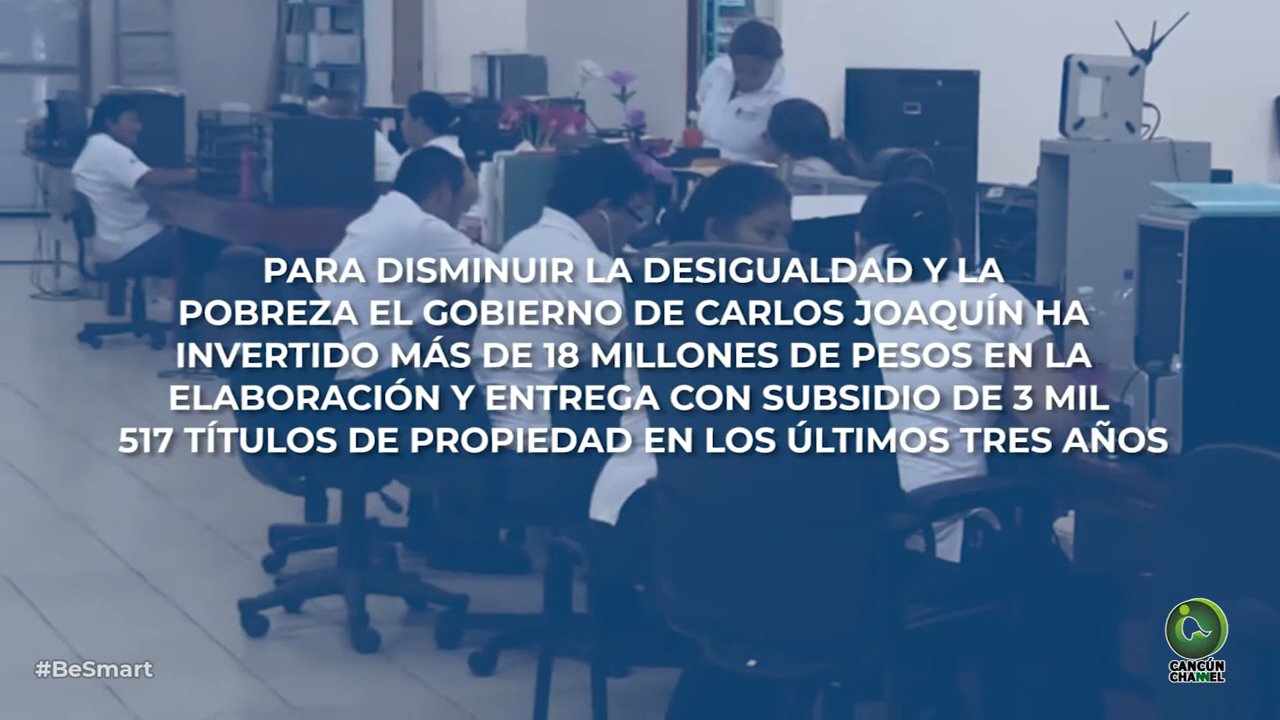 PARA DISMINUIR LA DESIGUALDAD Y LA
POBREZA EL GOBIERNO DE CARLOS JOAQUÍN HA
INVERTIDO MÁS DE 18 MILLONES DE PESOS EN LA
ELABORACIÓN Y ENTREGA CON SUBSIDIO DE 3 MIL
517 TÍTULOS DE PROPIEDAD EN LOS ÚLTIMOS TRES AÑOS
#BeSmart
CANCÚN
CHANNEL